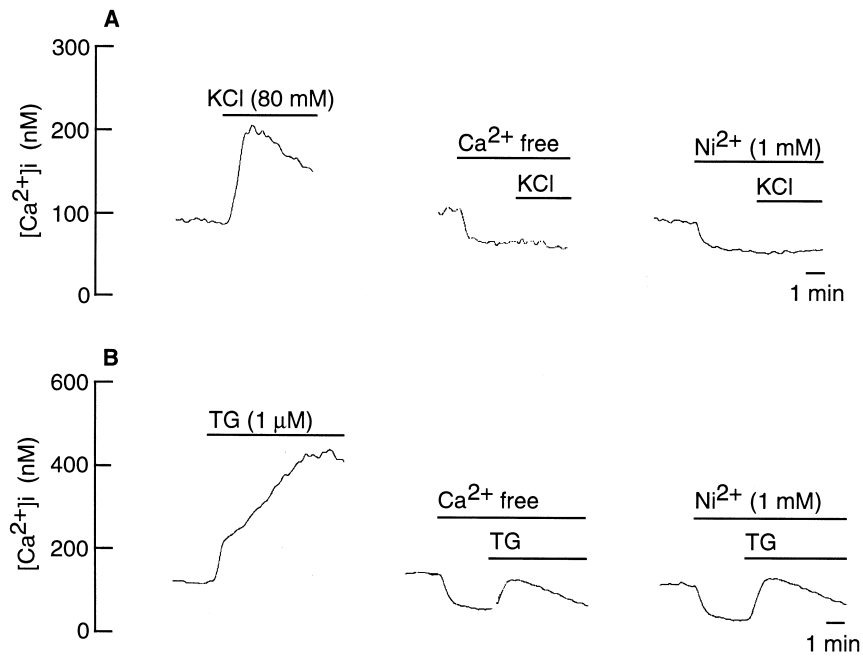 A
300
200
100
0
[Ca2+]i (nM)
KCl (80 mM)
Ca2+ free
KCl
Ni2+ (1 mM)
KCl
1 min
B
600
400
200
0
[Ca2+]i (nM)
TG (1 μM)
Ca2+ free
TG
Ni2+ (1 mM)
TG
1 min